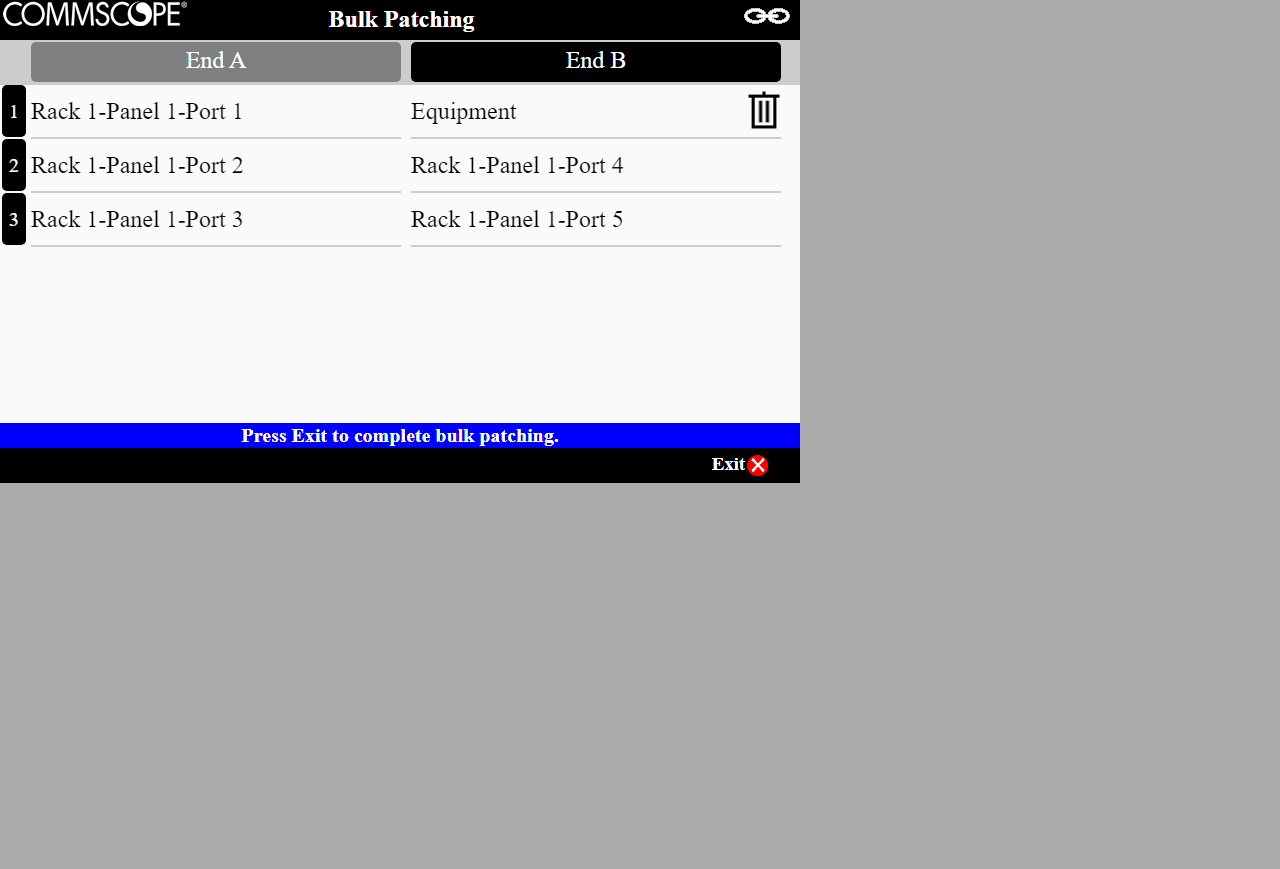 COMMSCOPE®
Bulk Patching
End A End B
1 Rack 1-Panel 1-Port 1 Equipment
2 Rack 1-Panel 1-Port 2 Rack 1-Panel 1-Port 4
3 Rack 1-Panel 1-Port 3 Rack 1-Panel 1-Port 5
Press Exit to complete bulk patching.
Exit